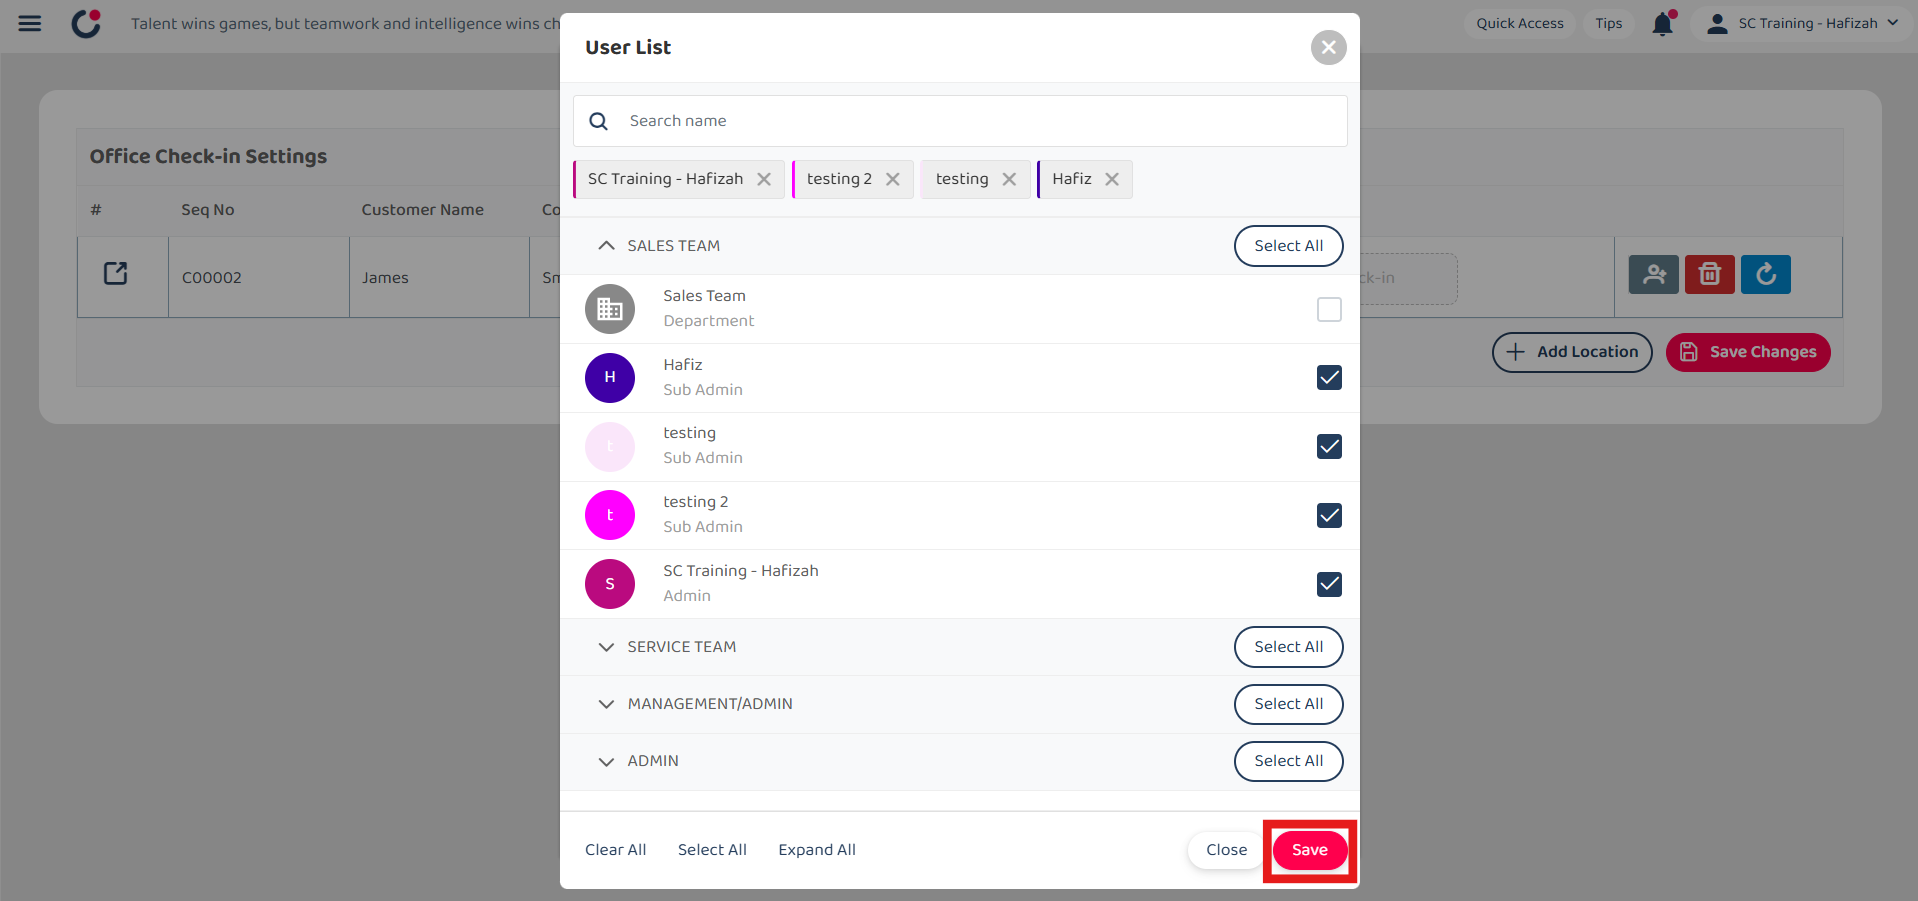 Talent wins games, but teamwork and intelligence wins ch
Quick Access
Tips
SC Training - Hafizah
User List
Search name
SC Training - Hafizah
testing 2
testing
Hafiz
Office Check-in Settings
#
Seq No
Customer Name
Co
C00002
James
Sm
ck-in
Add Location
Save Changes
SALES TEAM
Select All
Sales Team
Department
H
Hafiz
Sub Admin
t
testing
Sub Admin
t
testing 2
Sub Admin
S
SC Training - Hafizah
Admin
SERVICE TEAM
Select All
MANAGEMENT/ADMIN
Select All
ADMIN
Select All
Clear All
Select All
Expand All
Close
Save